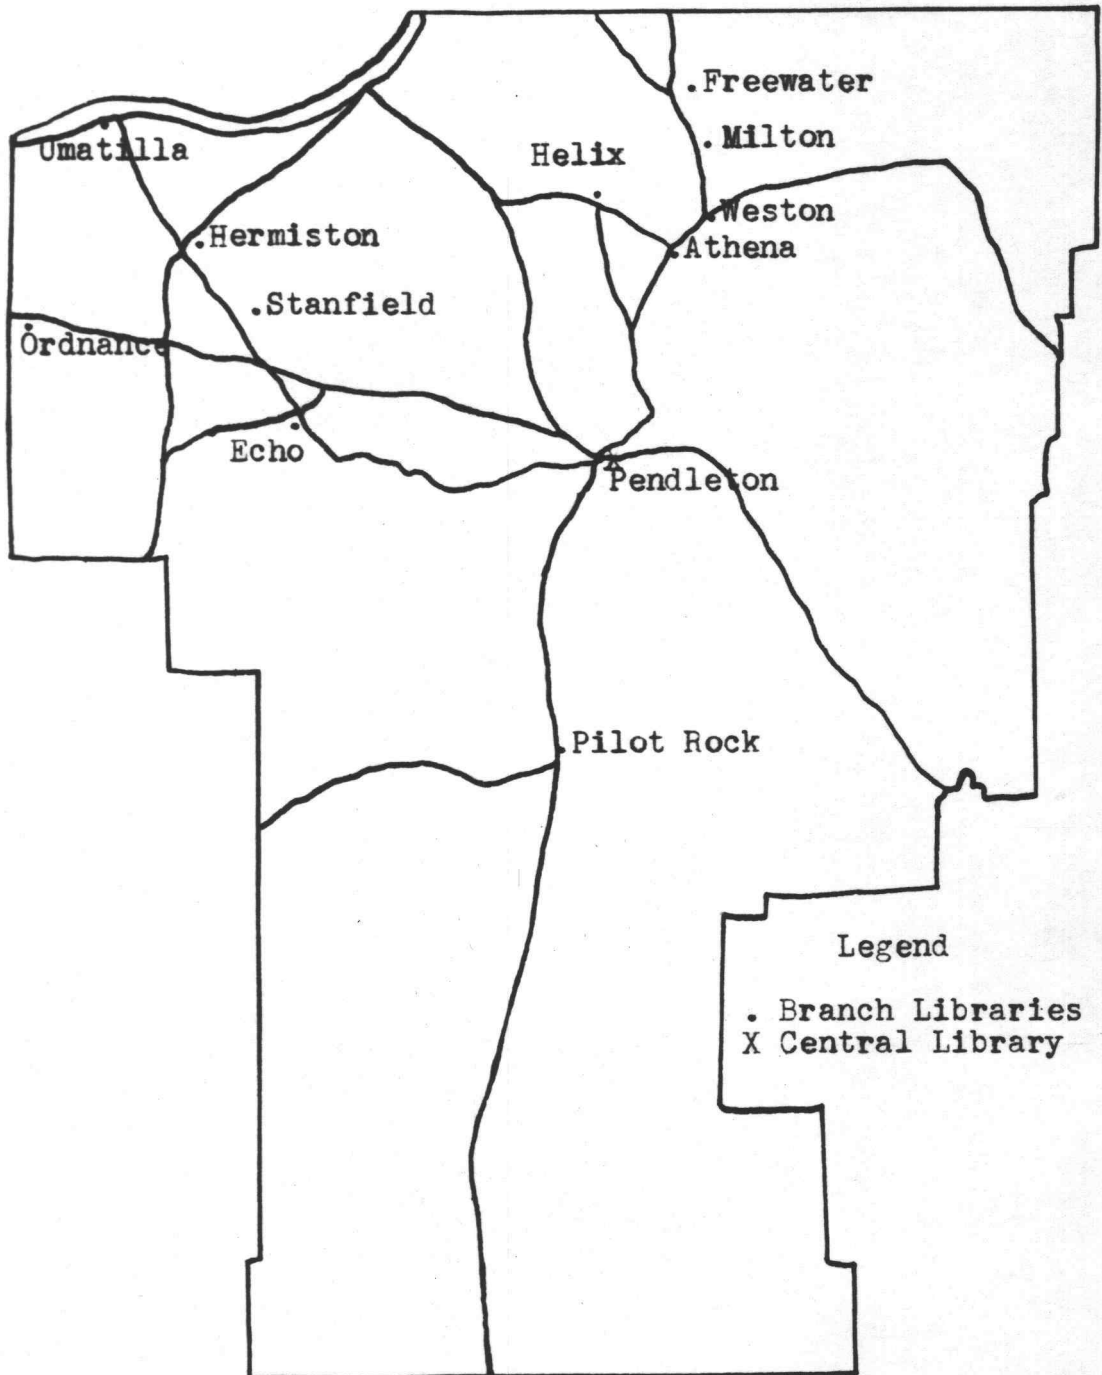 .Freewater
. Milton
Umatilla
Helix
.Weston
.Hermiston
.Athena
.Stanfield
Ordnance
Echo
X
Pendleton
.Pilot Rock
Legend
. Branch Libraries
X Central Library